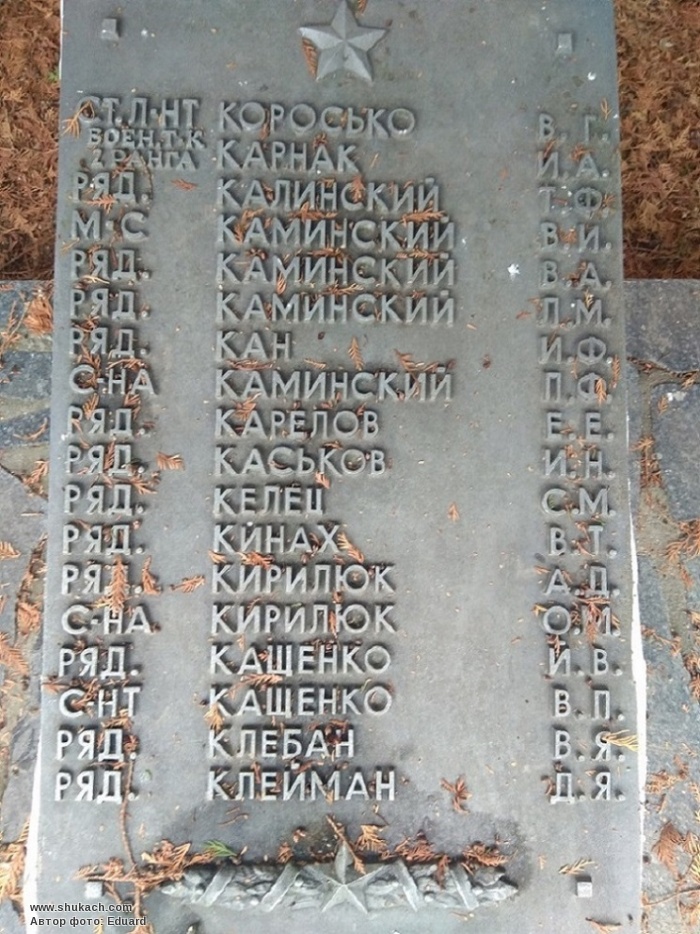 СТ. Л-НТ КОРОСЬКО В. Г.
ВОЕН.Т-К 2 РАНГА КАРНАК И. А.
РЯД. КАЛИНСКИЙ Т. Ф.
М-С КАМИНСКИЙ В. И.
РЯД. КАМИНСКИЙ В. А.
РЯД. КАМИНСКИЙ Л. М.
РЯД. КАН И. Ф.
С-НА КАМИНСКИЙ П. Ф.
РЯД. КАРЕЛОВ Е. Е.
РЯД. КАСЬКОВ И. Н.
РЯД. КЕЛЕЦ С. М.
РЯД. КИНАХ В. Т.
РЯД. КИРИЛЮК А. Д.
С-НА КИРИЛЮК О. М.
РЯД. КАЩЕНКО И. В.
С-НТ КАЩЕНКО В. П.
РЯД. КЛЕБАН В. Я.
РЯД. КЛЕЙМАН Д. Я.
www.shukach.com
Автор фото: Eduard